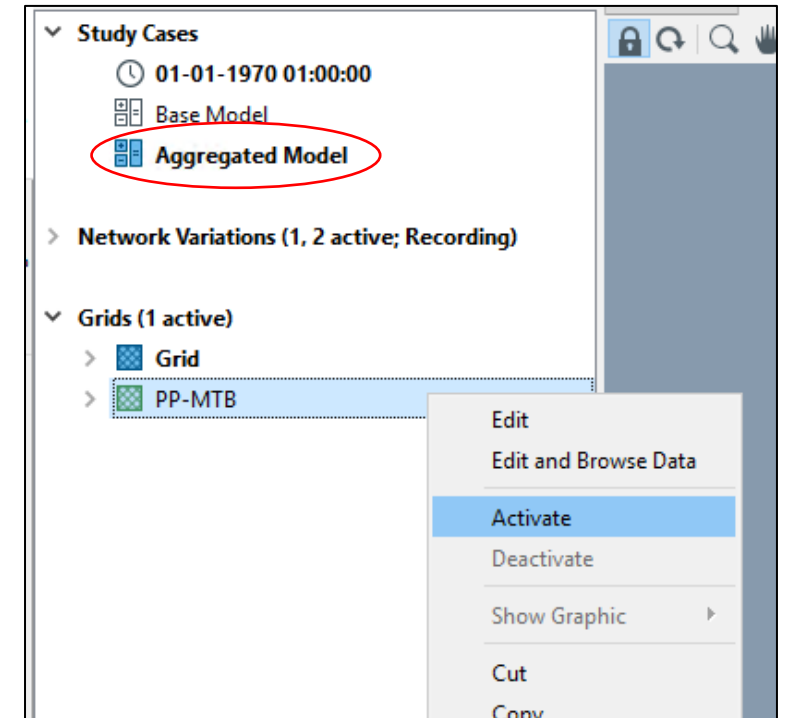 Study Cases
01-01-1970 01:00:00
Base Model
Aggregated Model
Network Variations (1, 2 active; Recording)
Grids (1 active)
Grid
PP-MTB
Edit
Edit and Browse Data
Activate
Deactivate
Show Graphic
Cut
Copy